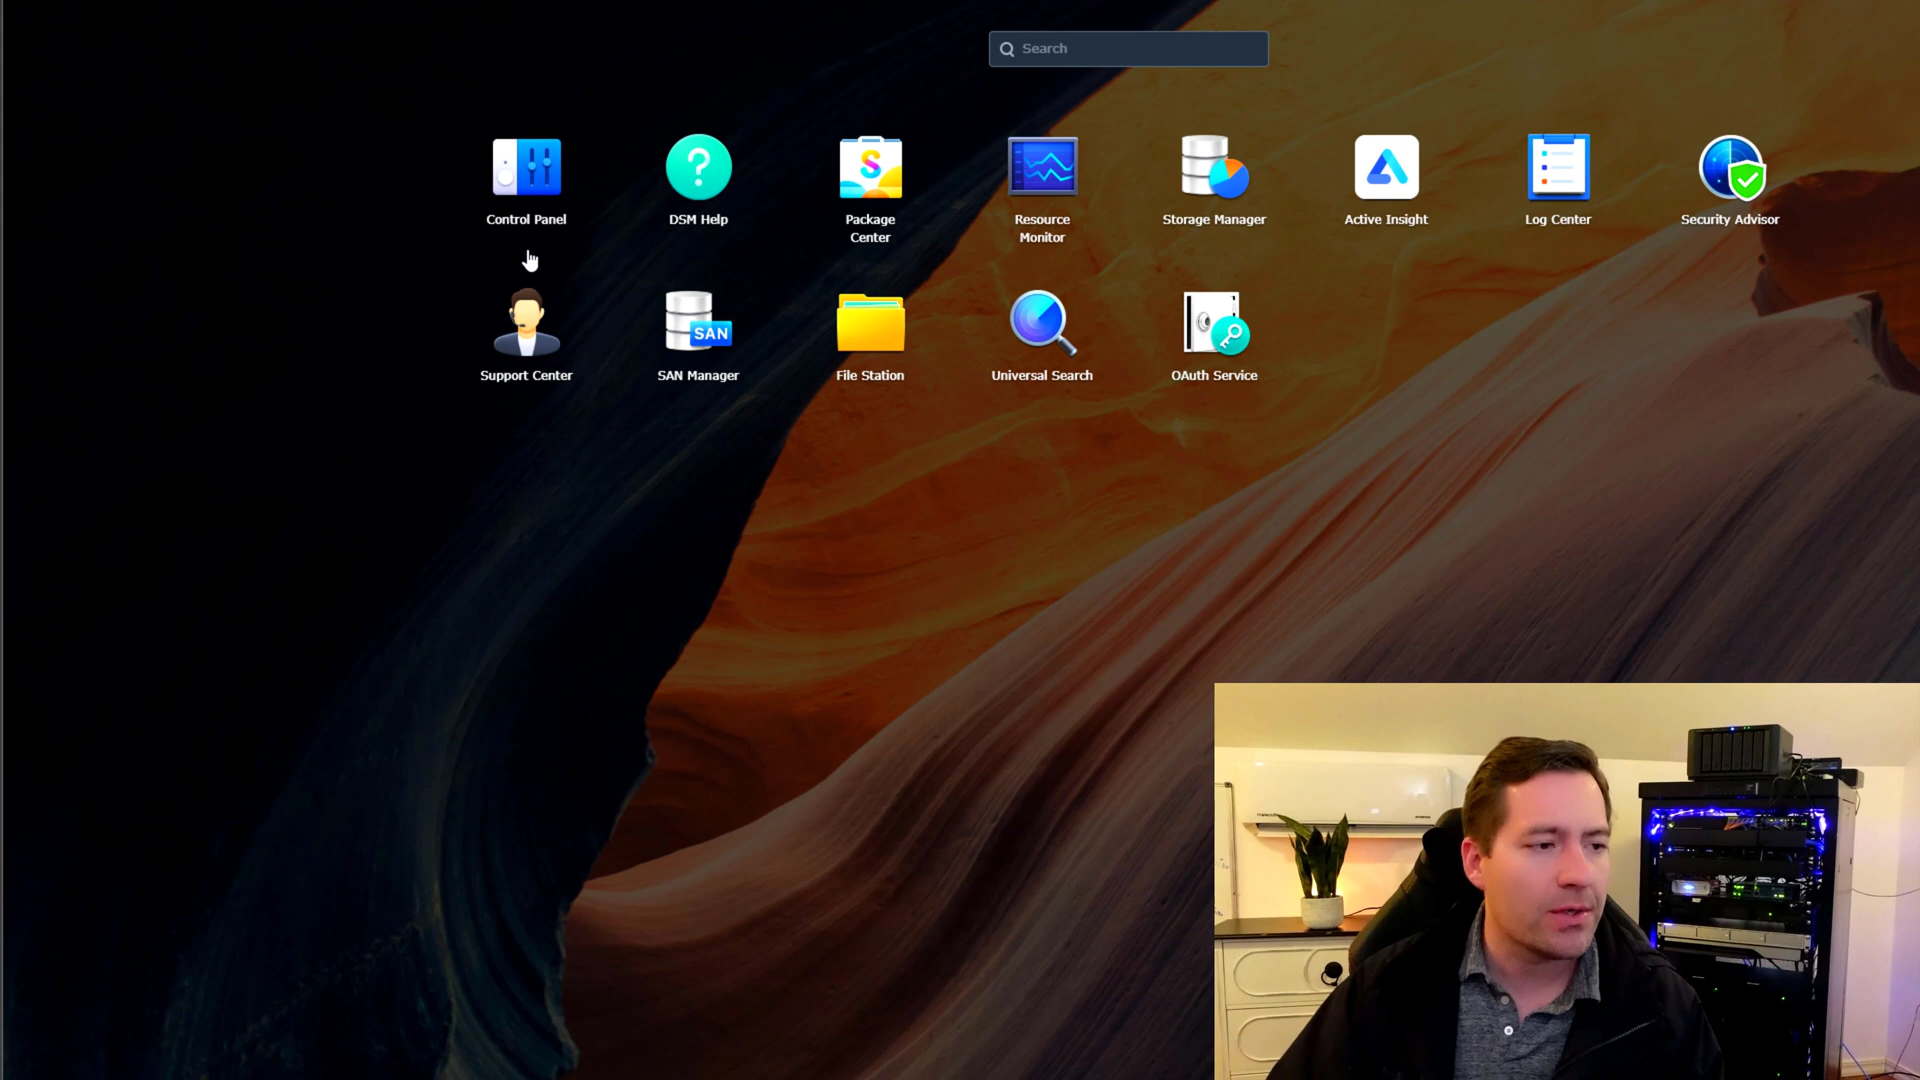 Search
Control Panel
DSM Help
Package
Center
Resource
Monitor
Storage Manager
Active Insight
Log Center
Security Advisor
SAN
Support Center
SAN Manager
File Station
Universal Search
OAuth Service